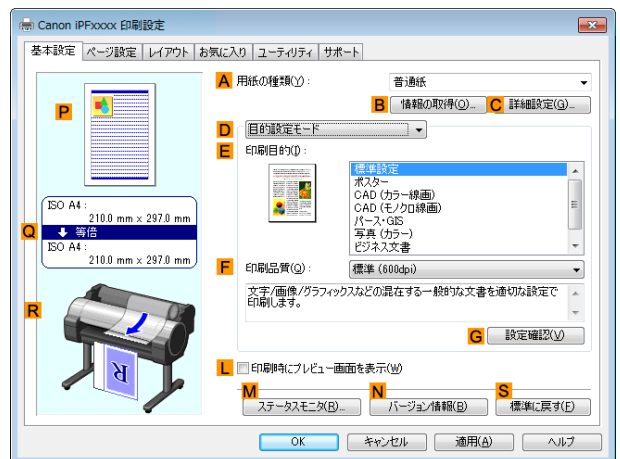 Canon iPFxxxx 印刷設定
基本設定 ページ設定 レイアウト お気に入り ユーティリティ サポート
P
ISO A4 :
210.0 mm × 297.0 mm
Q
等倍
ISO A4 :
210.0 mm × 297.0 mm
R
R
A 用紙の種類(Y) : 普通紙
B 情報の取得(O)... C 詳細設定(G)...
D 目的設定モード
E 印刷目的(I) :
標準設定
ポスター
CAD (カラー線画)
CAD (モノクロ線画)
パース・GIS
写真 (カラー)
ビジネス文書
F 印刷品質(Q) : 標準 (600dpi)
文字/画像/グラフィックスなどの混在する一般的な文書を適切な設定で
印刷します。
G 設定確認(V)
L 印刷時にプレビュー画面を表示(W)
M N S
ステータスモニタ(R)... バージョン情報(B) 標準に戻す(F)
OK キャンセル 適用(A) ヘルプ